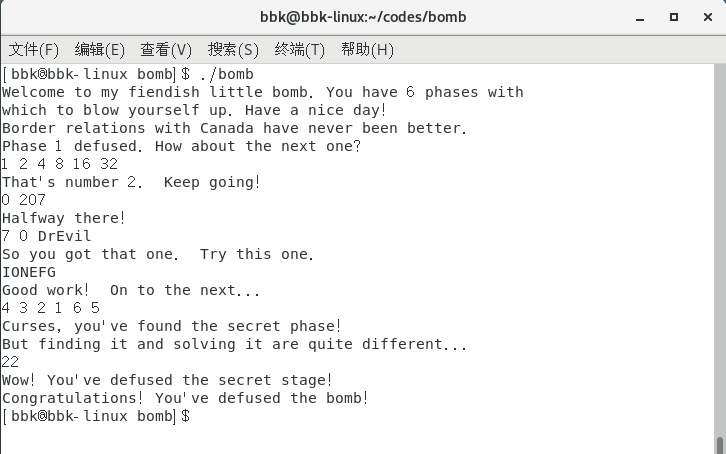 bbk@bbk-linux:~/codes/bomb
文件(F) 编辑(E) 查看(V) 搜索(S) 终端(T) 帮助(H)
[bbk@bbk-linux bomb]$ ./bomb
Welcome to my fiendish little bomb. You have 6 phases with
which to blow yourself up. Have a nice day!
Border relations with Canada have never been better.
Phase 1 defused. How about the next one?
1 2 4 8 16 32
That's number 2.  Keep going!
0 207
Halfway there!
7 0 DrEvil
So you got that one.  Try this one.
IONEFG
Good work!  On to the next...
4 3 2 1 6 5
Curses, you've found the secret phase!
But finding it and solving it are quite different...
22
Wow! You've defused the secret stage!
Congratulations! You've defused the bomb!
[bbk@bbk-linux bomb]$